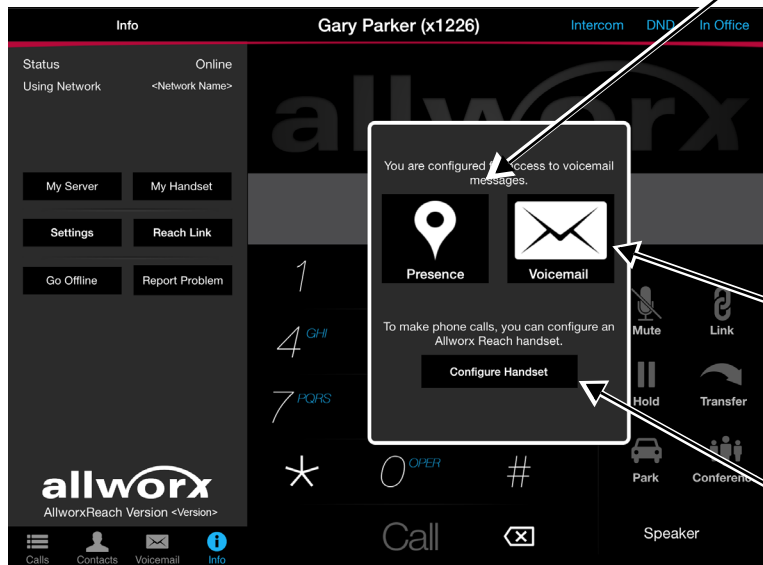 Info
Gary Parker (x1226)
Intercom DND In Office
Status Online
Using Network <Network Name>
allworx
My Server My Handset
Settings Reach Link
Go Offline Report Problem
allworx
AllworxReach Version <Version>
Calls Contacts Voicemail Info
You are configured access to voicemail
messages.
Presence Voicemail
To make phone calls, you can configure an
Allworx Reach handset.
Configure Handset
1
4 GHI
7 PQRS
* 0 OPER #
Call
Mute Link
Hold Transfer
Park Conference
Speaker